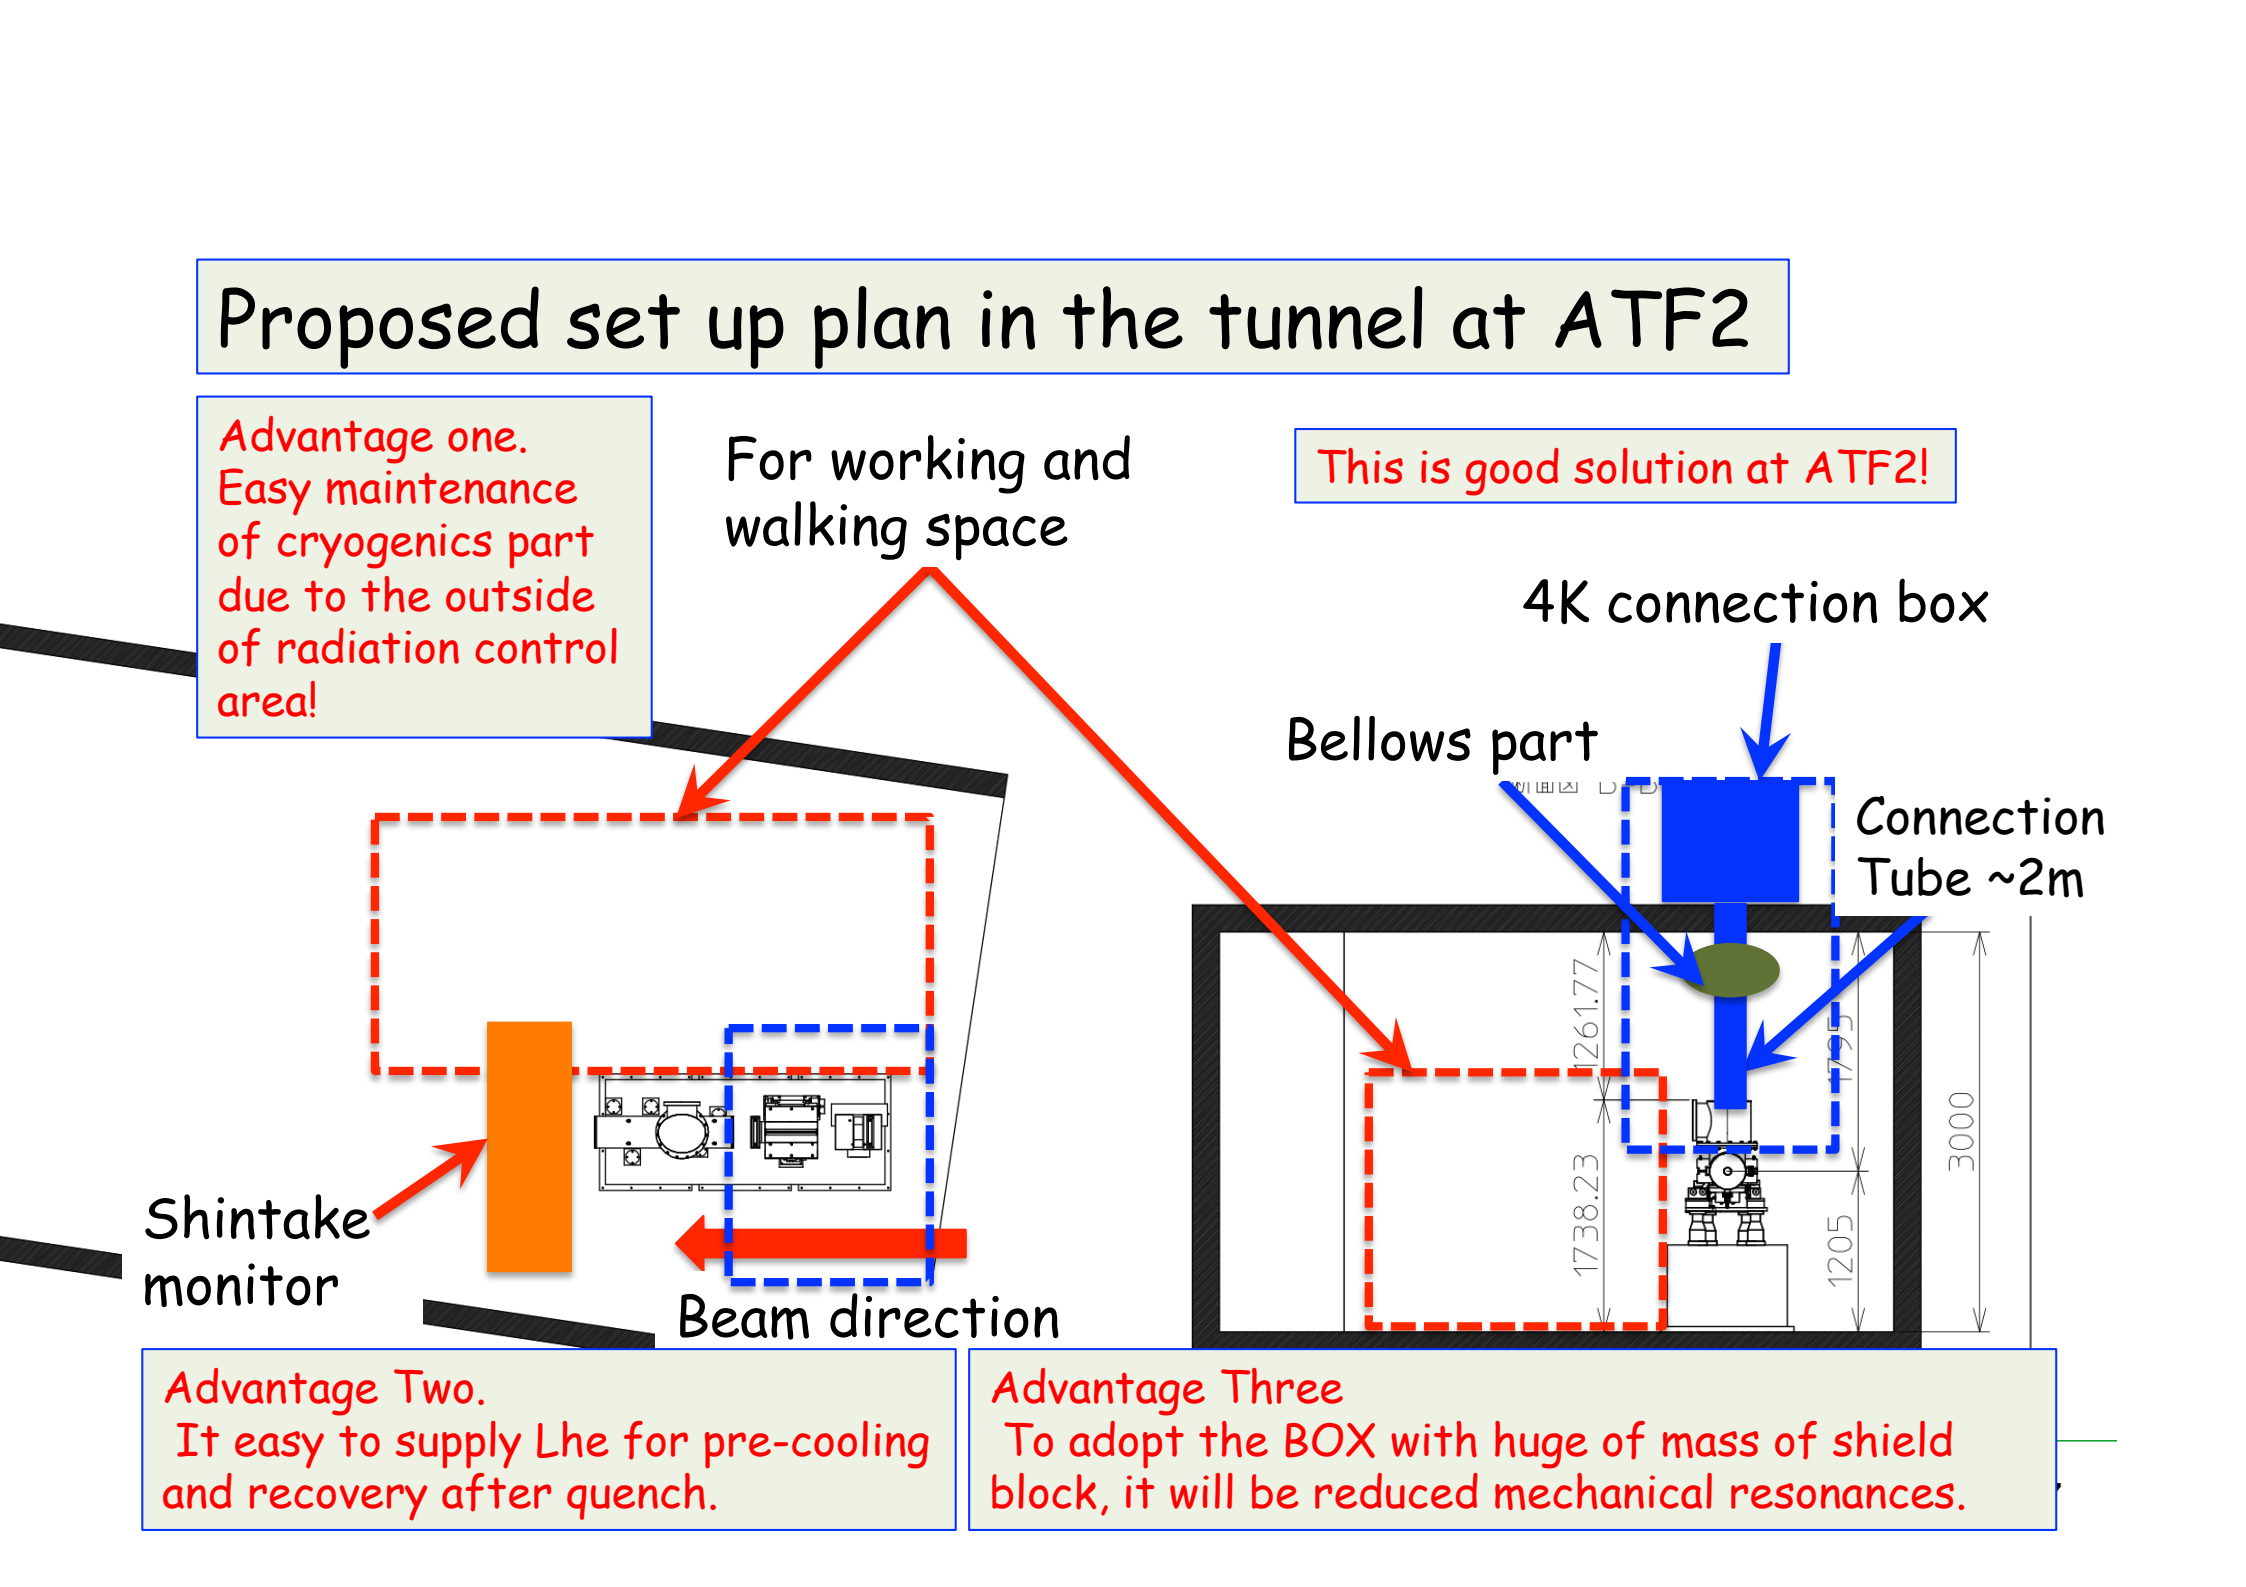 Proposed set up plan in the tunnel at ATF2
Advantage one.
Easy maintenance
of cryogenics part
due to the outside
of radiation control
area!
For working and
walking space
This is good solution at ATF2!
4K connection box
Bellows part
Connection
Tube ~2m
1261.77
1795
3000
1738.23
1205
Shintake
monitor
Beam direction
Advantage Two.
It easy to supply Lhe for pre-cooling
and recovery after quench.
Advantage Three
To adopt the BOX with huge of mass of shield
block, it will be reduced mechanical resonances.